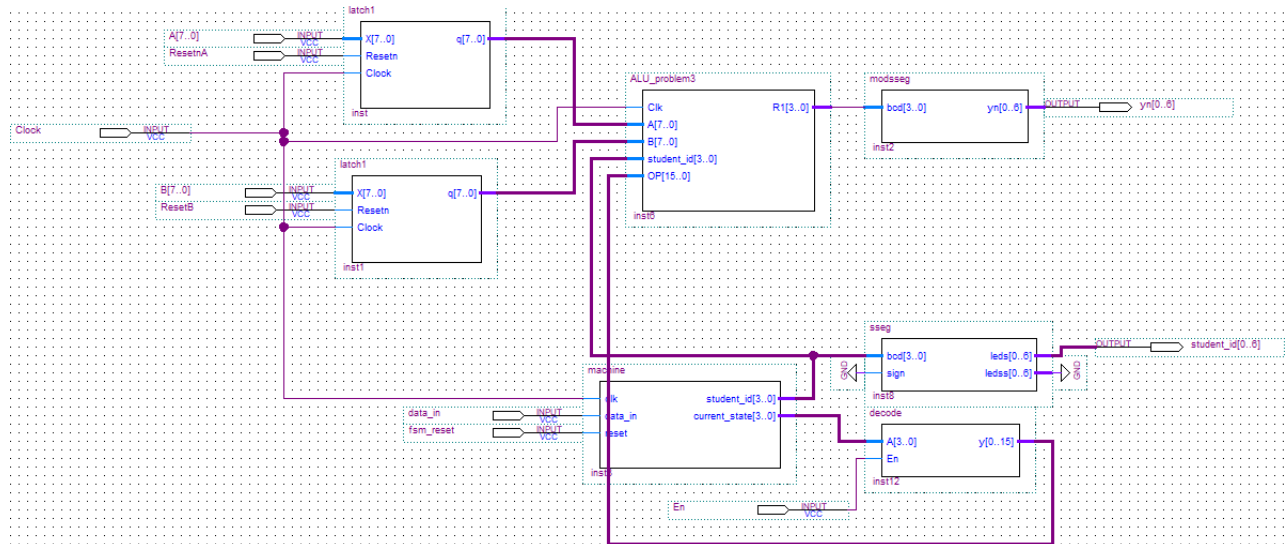 latch1
A[7..0] INPUT VCC X[7..0] q[7..0]
ResetnA INPUT VCC Resetn
Clock
inst
Clock INPUT VCC
latch1
B[7..0] INPUT VCC X[7..0] q[7..0]
ResetB INPUT VCC Resetn
Clock
inst1
ALU_problem3
Clk R1[3..0]
A[7..0]
B[7..0]
student_id[3..0]
OP[15..0]
inst6
modsseg
bcd[3..0] yn[0..6] OUTPUT yn[0..6]
inst2
sseg
bcd[3..0] leds[0..6] OUTPUT student_id[0..6]
GND sign ledss[0..6] GND
inst8
machine
clk student_id[3..0]
data_in INPUT VCC data_in current_state[3..0]
fsm_reset INPUT VCC reset
decode
A[3..0] y[0..15]
En
inst12
En INPUT VCC